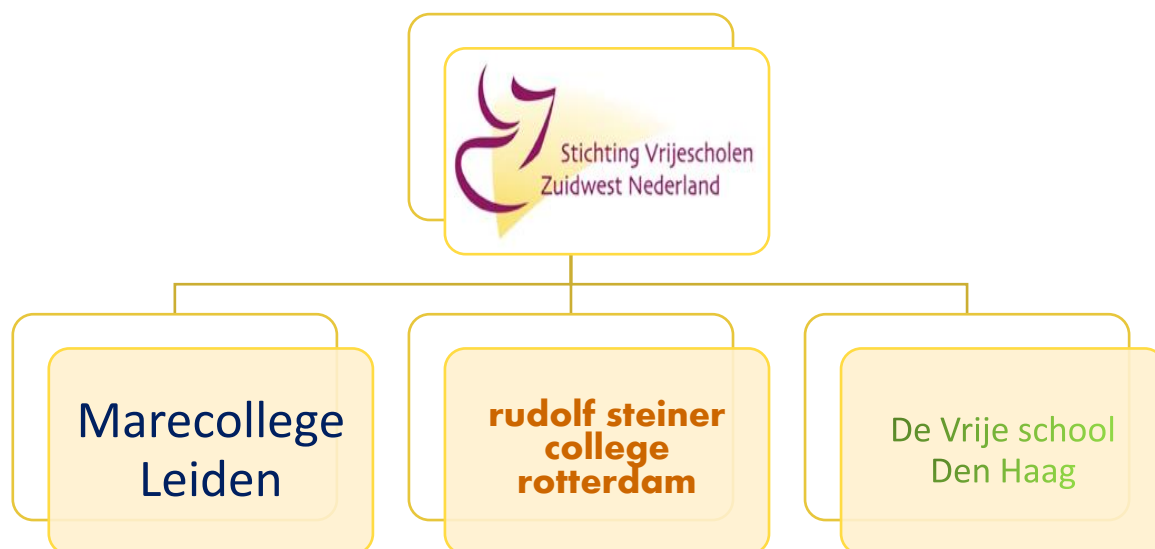 Stichting Vrijescholen
Zuidwest Nederland
Marecollege
Leiden
rudolf steiner
college
rotterdam
De Vrije school
Den Haag